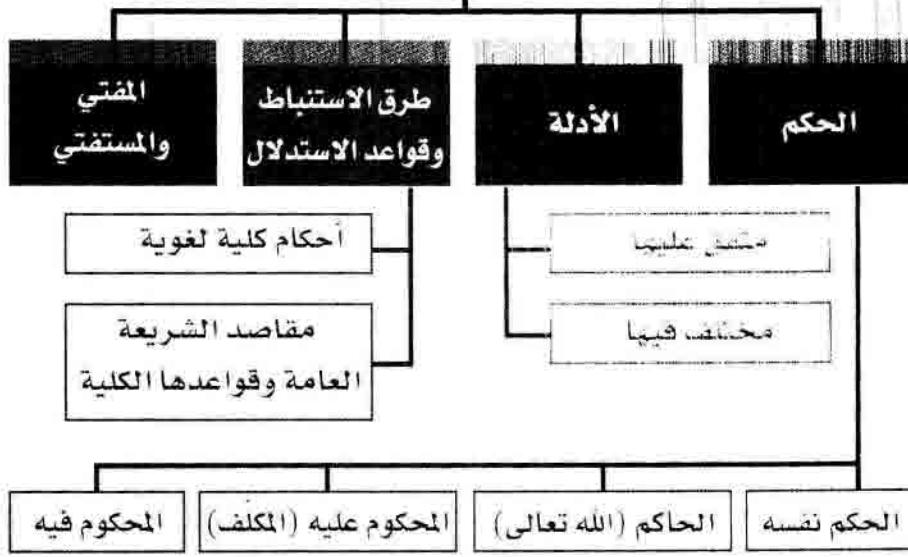 الحكم
الأدلة
طرق الاستنباط
وقواعد الاستدلال
المفتي
والمستفتي
متفق عليها
أحكام كلية لغوية
مختلف فيها
مقاصد الشريعة
العامة وقواعدها الكلية
الحكم نفسه
الحاكم (الله تعالى)
المحكوم عليه (المكلف)
المحكوم فيه